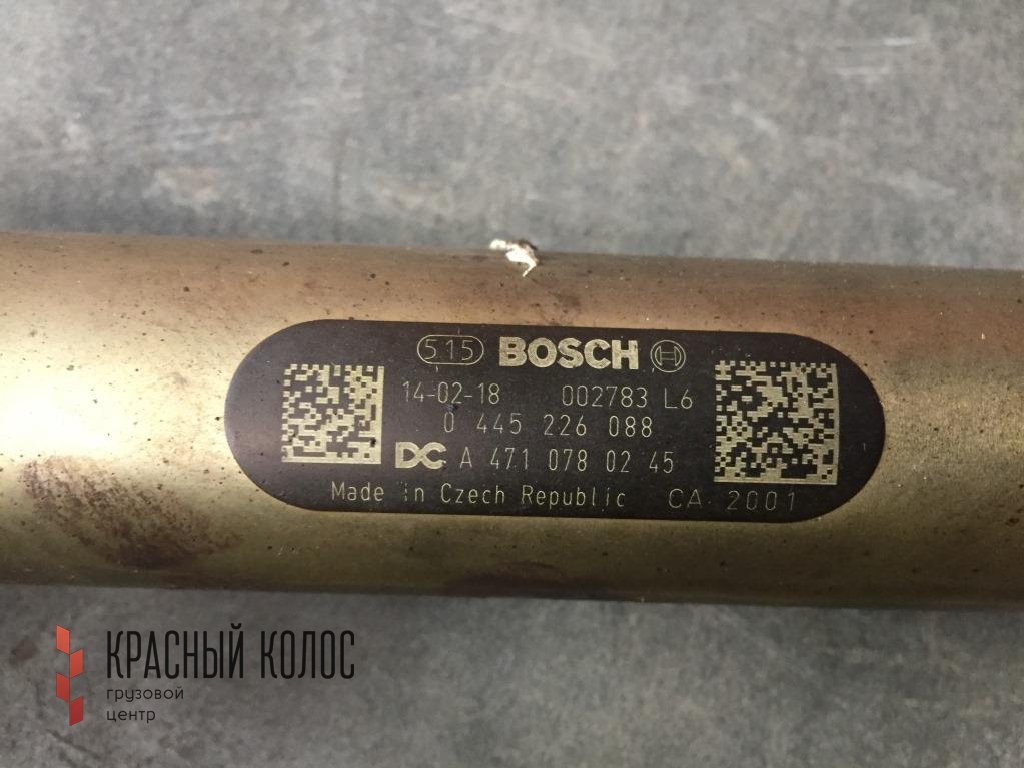 515 BOSCH
14-02-18 002783 L6
0 445 226 088
DC A 471 078 02 45
Made in Czech Republic CA 2001
КРАСНЫЙ КОЛОС
грузовой
центр